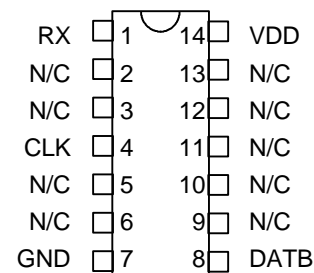 RX 1 14 VDD
N/C 2 13 N/C
N/C 3 12 N/C
CLK 4 11 N/C
N/C 5 10 N/C
N/C 6 9 N/C
GND 7 8 DATB